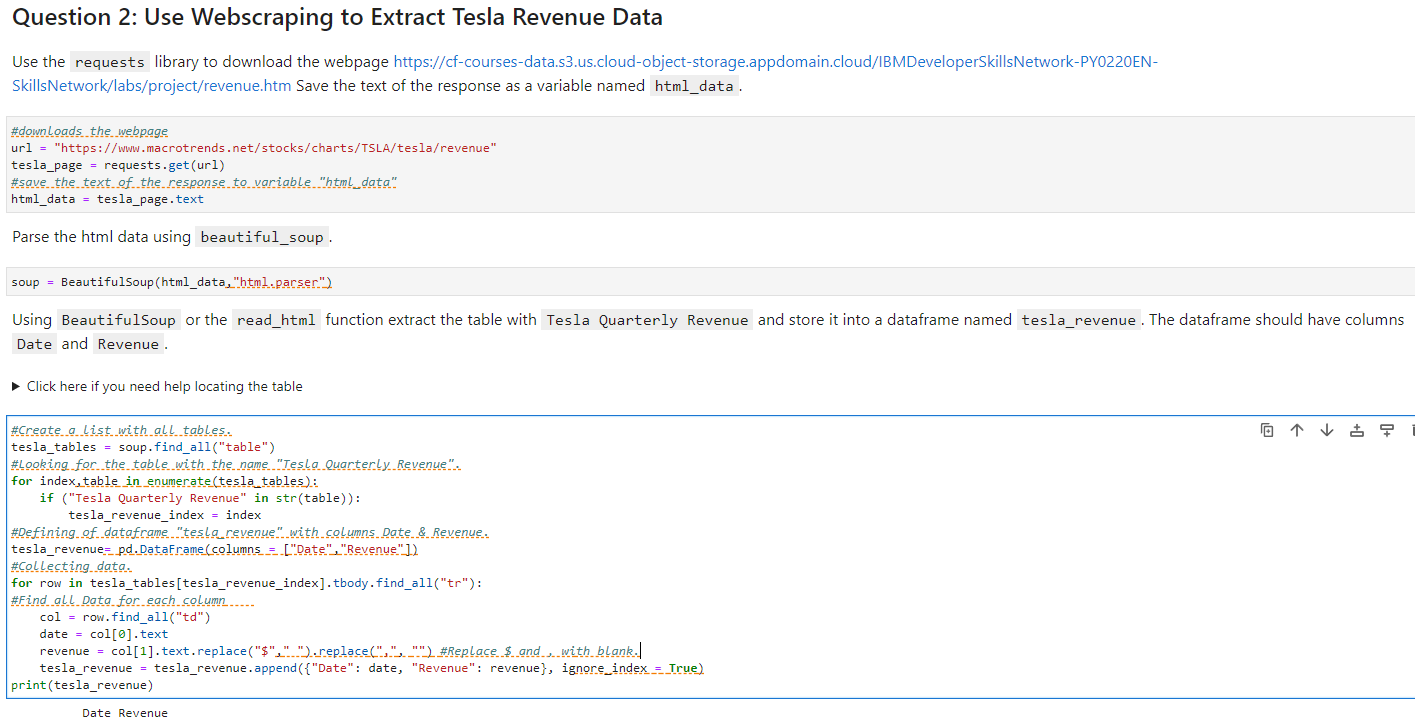 Question 2: Use Webscraping to Extract Tesla Revenue Data
Use the requests library to download the webpage https://cf-courses-data.s3.us.cloud-object-storage.appdomain.cloud/IBMDeveloperSkillsNetwork-PY0220EN-
SkillsNetwork/labs/project/revenue.htm Save the text of the response as a variable named html_data.
#downloads the webpage
url = "https://www.macrotrends.net/stocks/charts/TSLA/tesla/revenue"
tesla_page = requests.get(url)
#save the text of the response to variable "html_data"
html_data = tesla_page.text
Parse the html data using beautiful_soup.
soup = BeautifulSoup(html_data,"html.parser")
Using BeautifulSoup or the read_html function extract the table with Tesla Quarterly Revenue and store it into a dataframe named tesla_revenue. The dataframe should have columns
Date and Revenue.
Click here if you need help locating the table
#Create a list with all tables.
tesla_tables = soup.find_all("table")
#Looking for the table with the name "Tesla Quarterly Revenue".
for index,table in enumerate(tesla_tables):
    if ("Tesla Quarterly Revenue" in str(table)):
        tesla_revenue_index = index
#Defining of dataframe "tesla_revenue" with columns Date & Revenue.
tesla_revenue= pd.DataFrame(columns = ["Date","Revenue"])
#Collecting data.
for row in tesla_tables[tesla_revenue_index].tbody.find_all("tr"):
#Find all Data for each column
    col = row.find_all("td")
    date = col[0].text
    revenue = col[1].text.replace("$"," ").replace(",", "") #Replace $ and , with blank.
    tesla_revenue = tesla_revenue.append({"Date": date, "Revenue": revenue}, ignore_index = True)
print(tesla_revenue)
Date Revenue